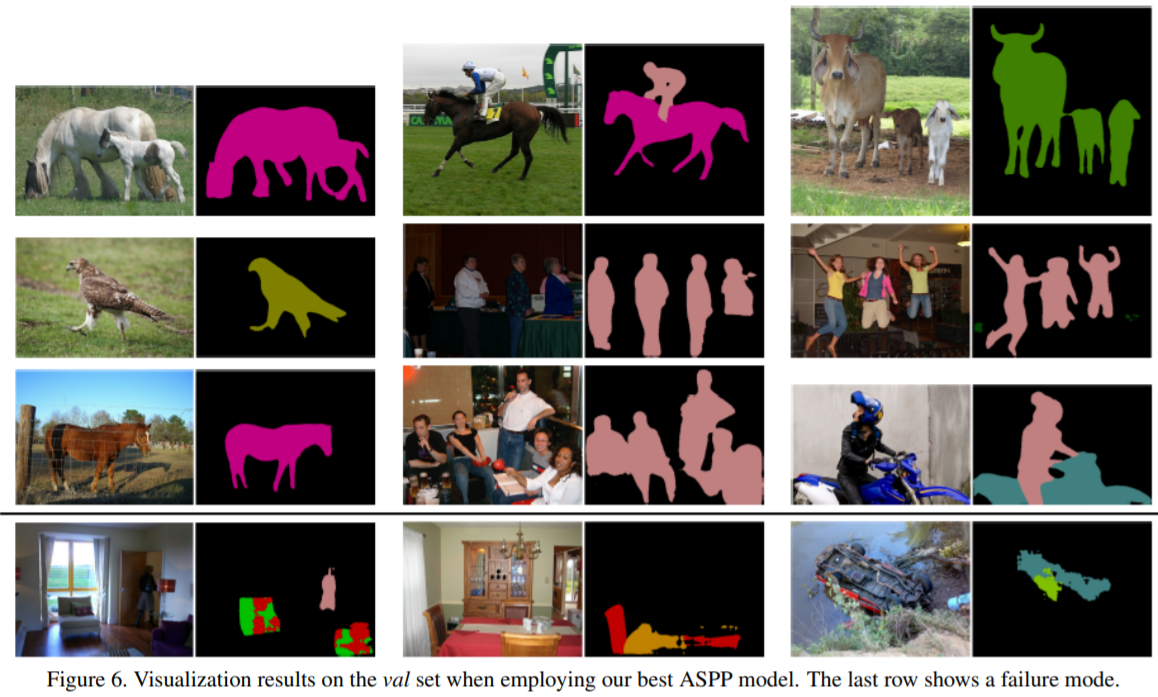 Figure 6. Visualization results on the val set when employing our best ASPP model. The last row shows a failure mode.